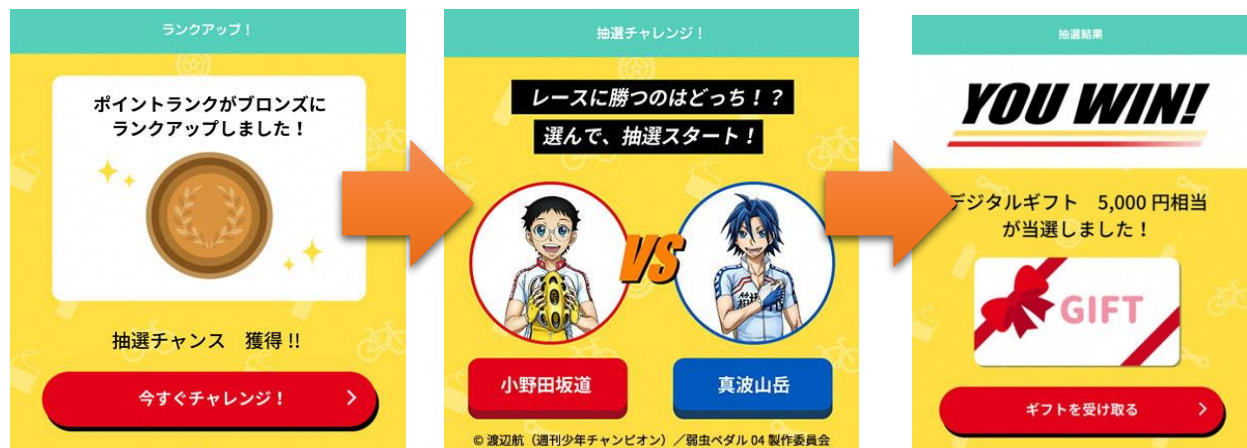 ランクアップ！
ポイントランクがブロンズに
ランクアップしました！
抽選チャンス　獲得!!
今すぐチャレンジ！
抽選チャレンジ！
レースに勝つのはどっち！？
選んで、抽選スタート！
VS
小野田坂道
真波山岳
© 渡辺航（週刊少年チャンピオン）／弱虫ペダル 04 製作委員会
抽選結果
YOU WIN!
デジタルギフト　5,000 円相当
が当選しました！
GIFT
ギフトを受け取る